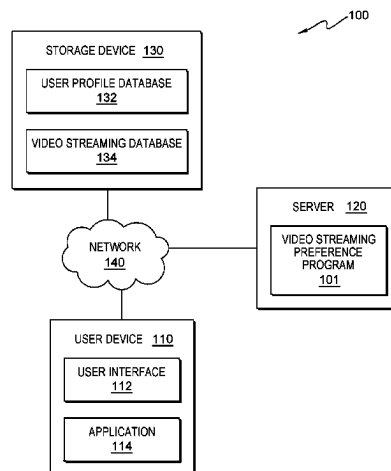 100
STORAGE DEVICE 130
USER PROFILE DATABASE
132
VIDEO STREAMING DATABASE
134
NETWORK
140
SERVER 120
VIDEO STREAMING
PREFERENCE
PROGRAM
101
USER DEVICE 110
USER INTERFACE
112
APPLICATION
114